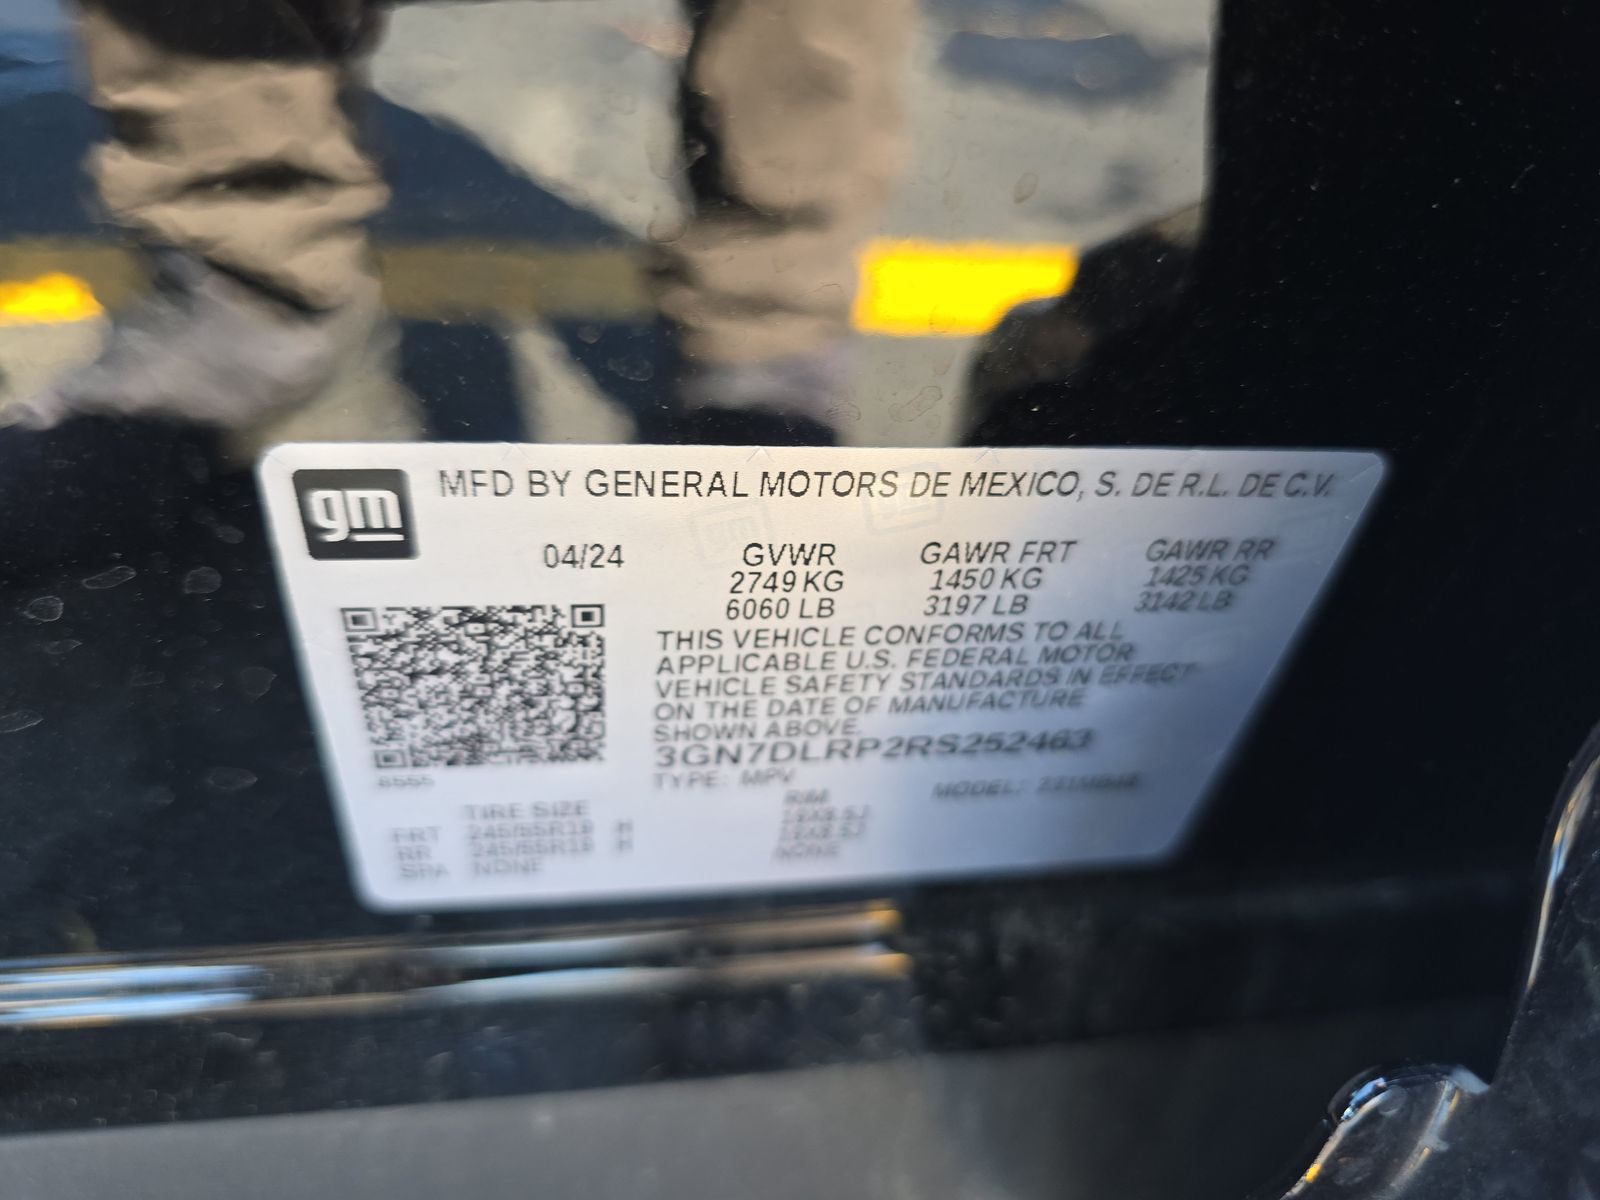 gm
MFD BY GENERAL MOTORS DE MEXICO, S. DE R.L. DE C.V.
04/24 GVWR GAWR FRT GAWR RR
2749 KG 1450 KG 1425 KG
6060 LB 3197 LB 3142 LB
THIS VEHICLE CONFORMS TO ALL
APPLICABLE U.S. FEDERAL MOTOR
VEHICLE SAFETY STANDARDS IN EFFECT
ON THE DATE OF MANUFACTURE
SHOWN ABOVE.
3GN7DLRP2RS252463
TYPE: MPV MODEL:
TIRE SIZE RIM
FRT H
RR H
SPA NONE NONE